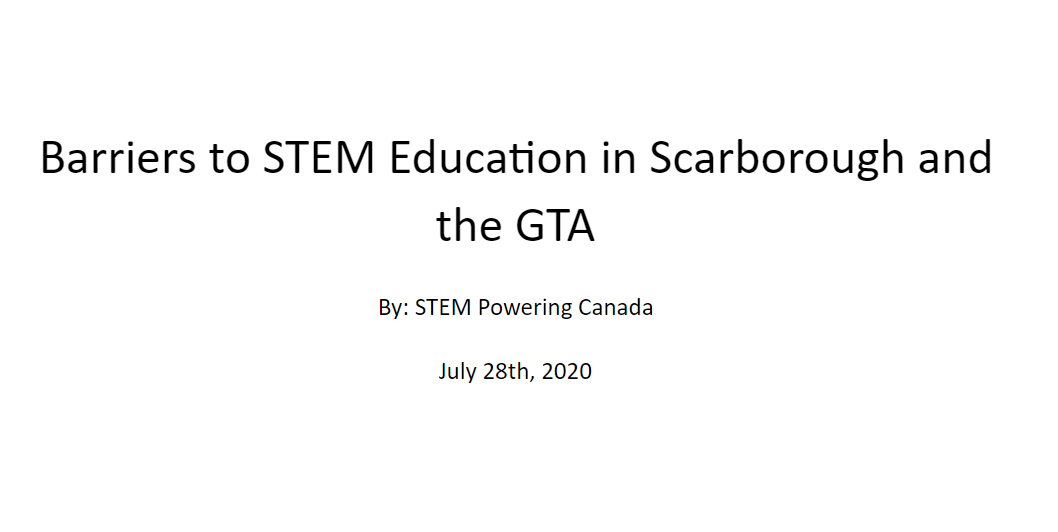 Barriers to STEM Education in Scarborough and
the GTA
By: STEM Powering Canada
July 28th, 2020